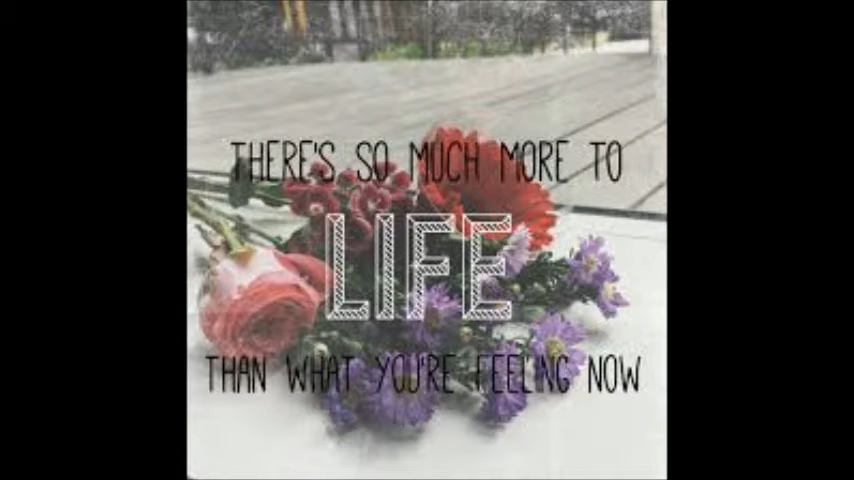 THERE'S SO MUCH MORE TO
LIFE
THAN WHAT YOU'RE FEELING NOW